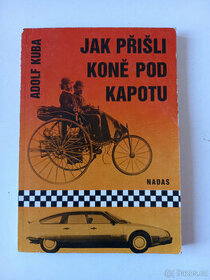 ADOLF KUBA
JAK PŘIŠLI
KONĚ POD
KAPOTU
NADAS